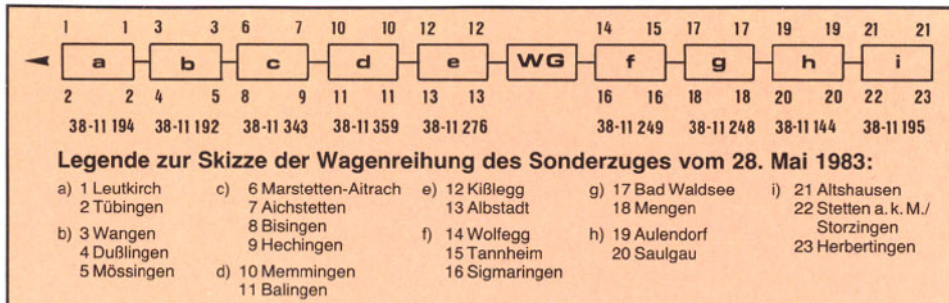 1 1 3 3 6 7 10 10 12 12 14 15 17 17 19 19 21 21
a b c d e WG f g h i
2 2 4 5 8 9 11 11 13 13 16 16 18 18 20 20 22 23
38-11 194 38-11 192 38-11 343 38-11 359 38-11 276 38-11 249 38-11 248 38-11 144 38-11 195
Legende zur Skizze der Wagenreihung des Sonderzuges vom 28. Mai 1983:
a) 1 Leutkirch
2 Tübingen
b) 3 Wangen
4 Dußlingen
5 Mössingen
c) 6 Marstetten-Aitrach
7 Aichstetten
8 Bisingen
9 Hechingen
d) 10 Memmingen
11 Balingen
e) 12 Kißlegg
13 Albstadt
f) 14 Wolfegg
15 Tannheim
16 Sigmaringen
g) 17 Bad Waldsee
18 Mengen
h) 19 Aulendorf
20 Saulgau
i) 21 Altshausen
22 Stetten a. k. M./
Storzingen
23 Herbertingen